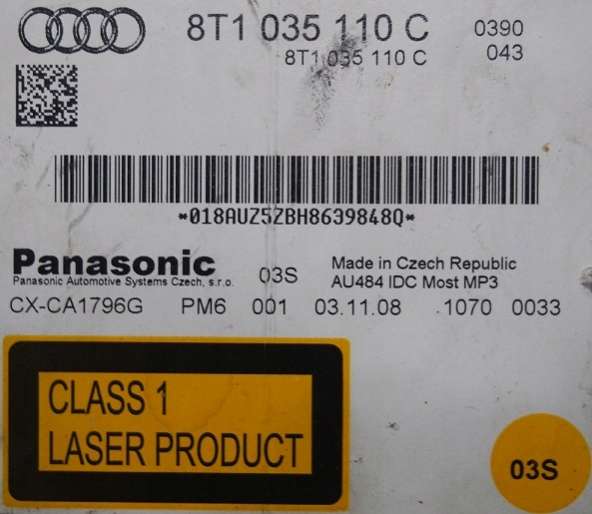 8T1 035 110 C 0390
8T1 035 110 C 043
*018AUZ5ZBH8639848Q*
Panasonic
Panasonic Automotive Systems Czech, s.r.o.
03S
Made in Czech Republic
AU484 IDC Most MP3
CX-CA1796G PM6 001 03.11.08 .1070 0033
CLASS 1
LASER PRODUCT
03S